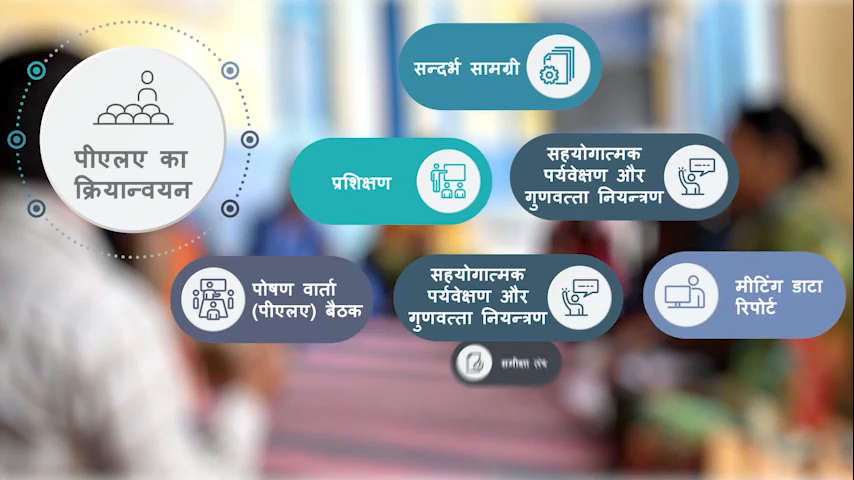 सन्दर्भ सामग्री
पीएलए का
क्रियान्वयन
प्रशिक्षण
सहयोगात्मक
पर्यवेक्षण और
गुणवत्ता नियन्त्रण
पोषण वार्ता
(पीएलए) बैठक
सहयोगात्मक
पर्यवेक्षण और
गुणवत्ता नियन्त्रण
मीटिंग डाटा
रिपोर्ट
समीक्षा तंत्र